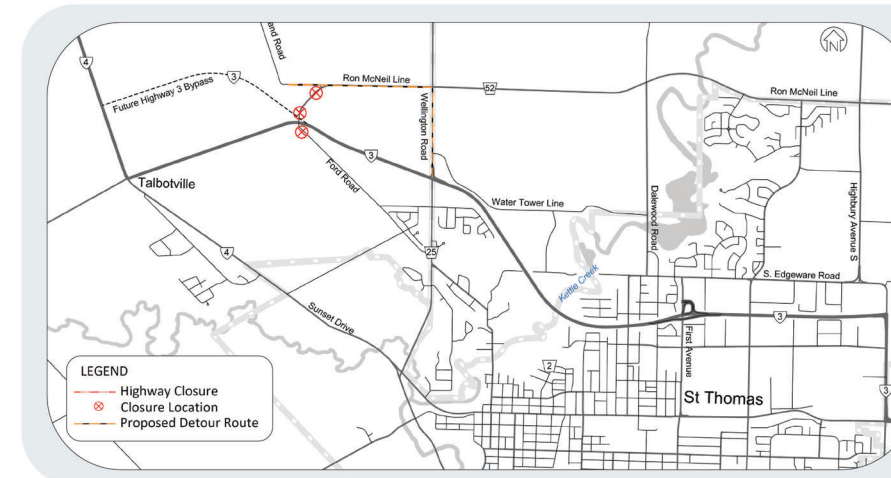 4
and Road
3
Future Highway 3 Bypass
Ron McNeil Line
52
Ron McNeil Line
N
Wellington Road
3
Ford Road
Talbotville
Water Tower Line
Dalewood Road
Highbury Avenue S
4
25
Kettle Creek
S. Edgeware Road
Sunset Drive
3
First Avenue
2
3
St Thomas
LEGEND
Highway Closure
Closure Location
Proposed Detour Route